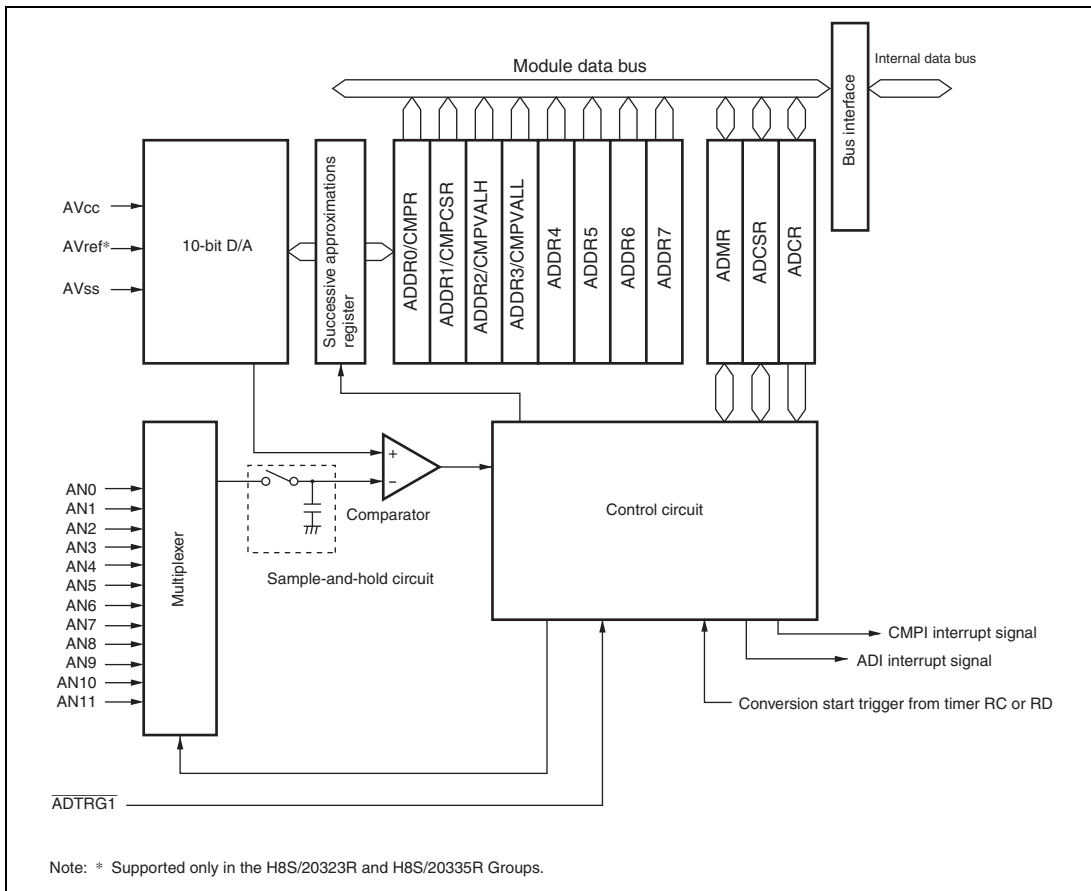 Module data bus
Internal data bus
Bus interface
AVcc
AVref*
AVss
10-bit D/A
Successive approximations
register
ADDR0/CMPR
ADDR1/CMPCSR
ADDR2/CMPVALH
ADDR3/CMPVALL
ADDR4
ADDR5
ADDR6
ADDR7
ADMR
ADCSR
ADCR
AN0
AN1
AN2
AN3
AN4
AN5
AN6
AN7
AN8
AN9
AN10
AN11
Multiplexer
+
−
Comparator
Sample-and-hold circuit
Control circuit
CMPI interrupt signal
ADI interrupt signal
Conversion start trigger from timer RC or RD
ADTRG1
Note: * Supported only in the H8S/20323R and H8S/20335R Groups.